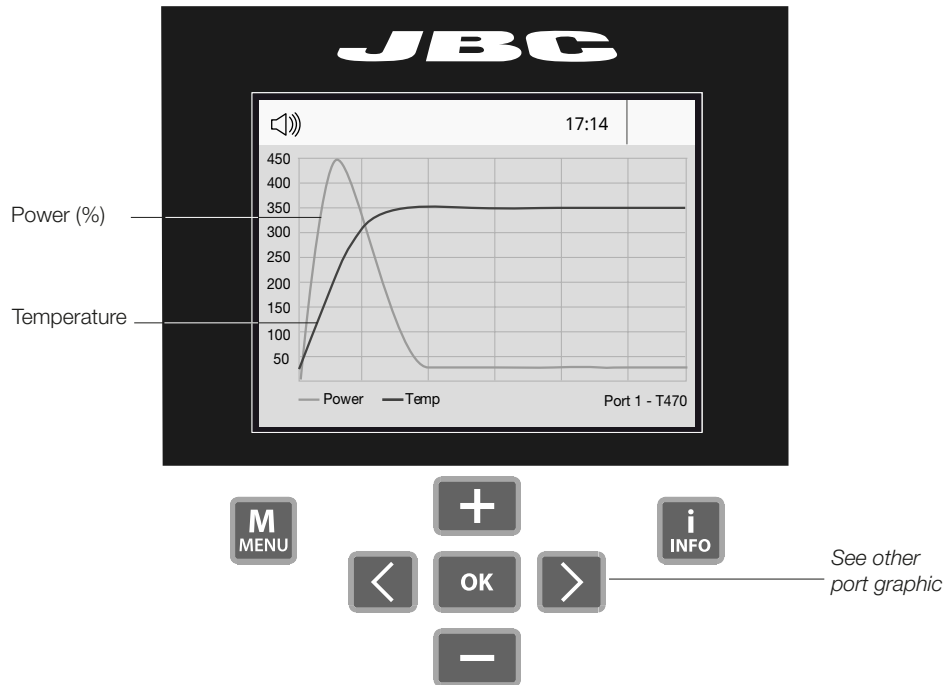 JBC
17:14
450
400
350
300
250
200
150
100
50
Power (%)
Temperature
Power Temp Port 1 - T470
M
MENU
+
i
INFO
<
OK
>
See other
port graphic
−